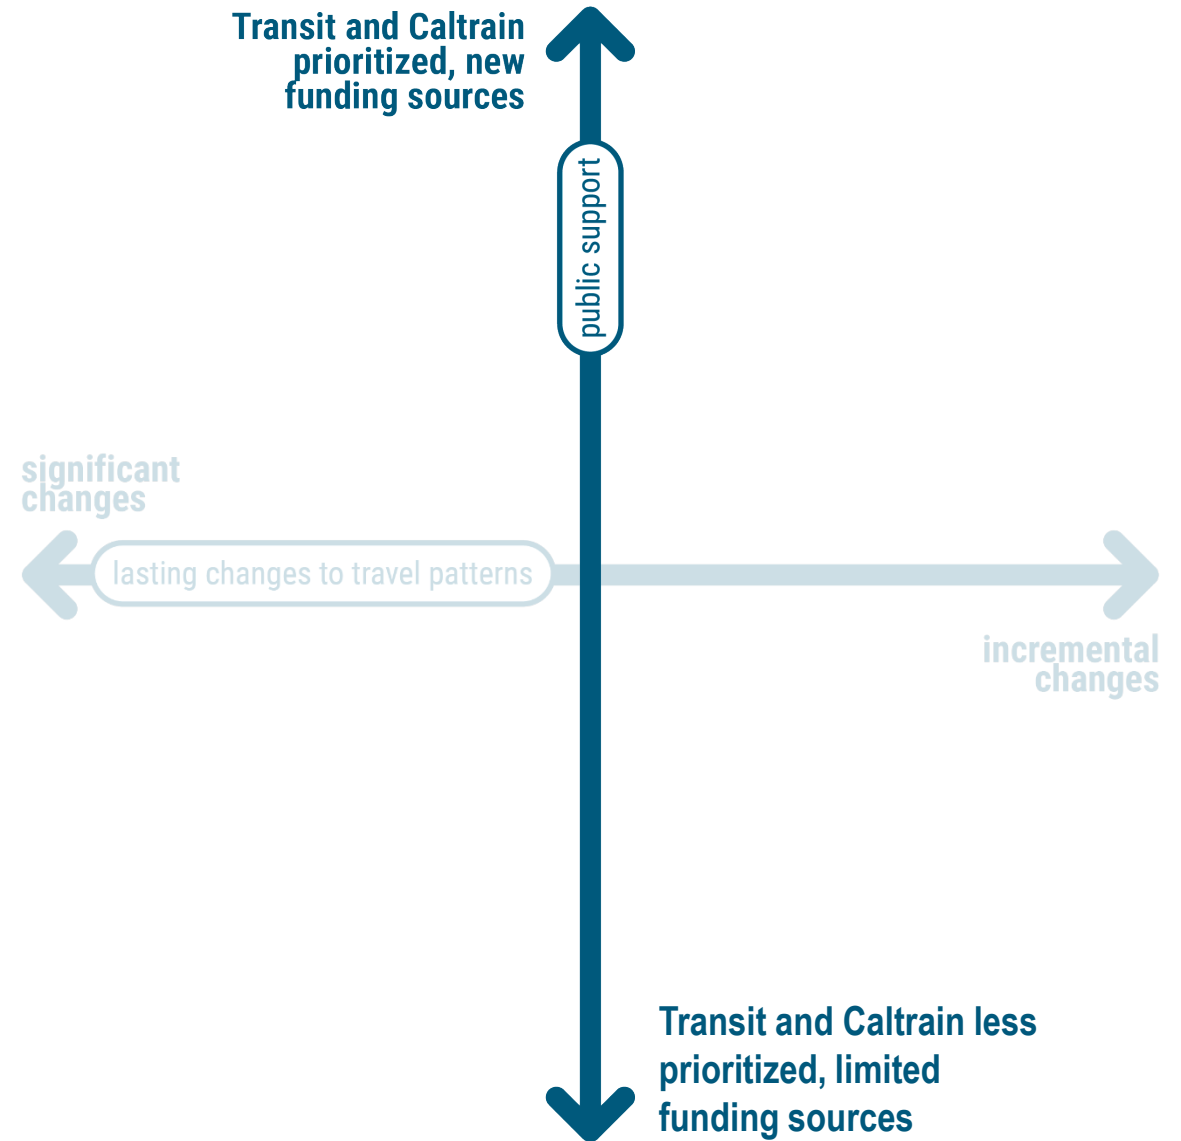 Transit and Caltrain
prioritized, new
funding sources
public support
significant
changes
lasting changes to travel patterns
incremental
changes
Transit and Caltrain less
prioritized, limited
funding sources